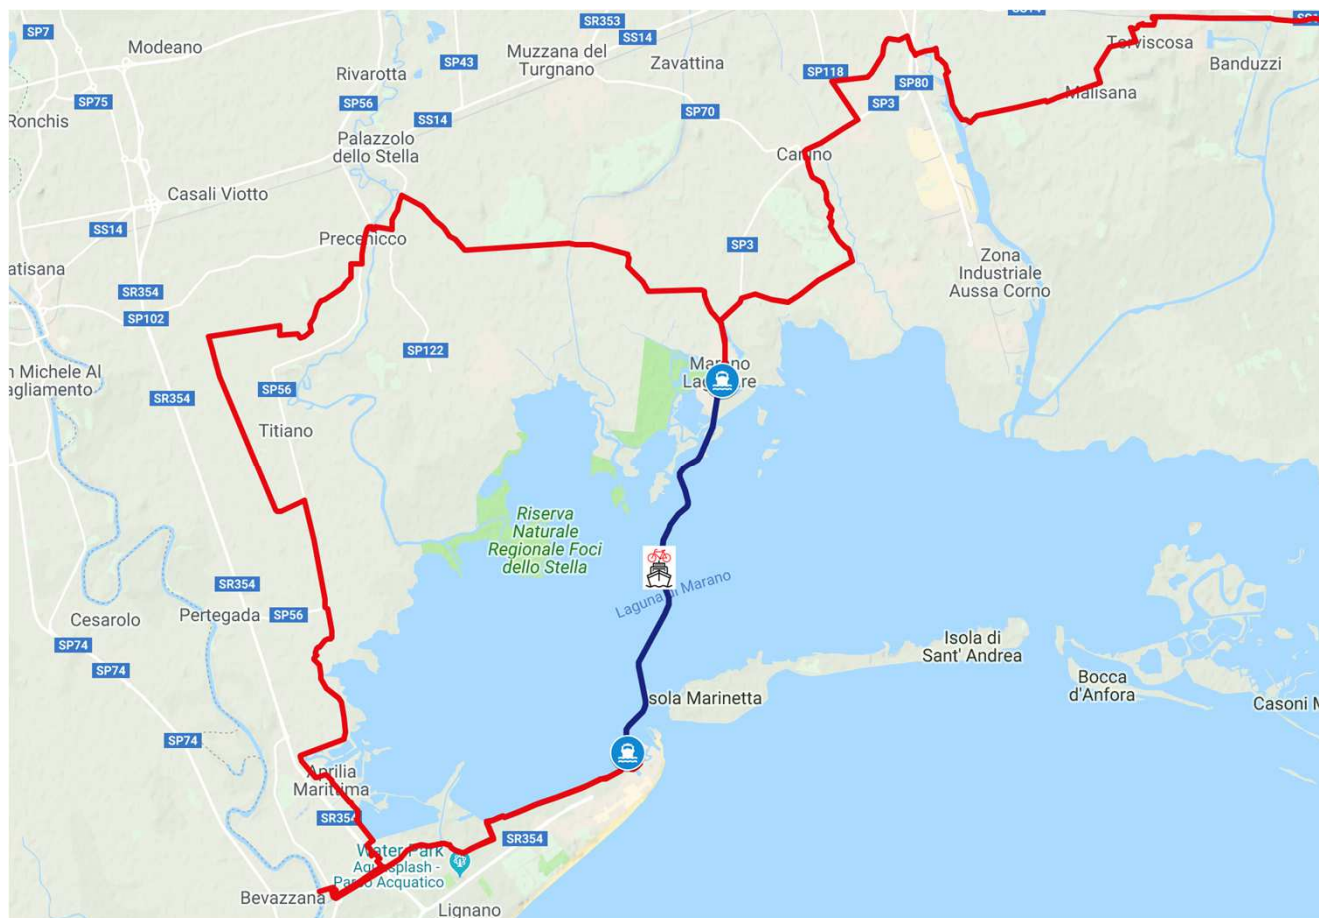 SP7
Modeano
SR353
SS14
SS14
Muzzana del
Turgnano
Torviscosa
Rivarotta
SP43
Zavattina
Banduzzi
SP118
SP75
SP56
SP80
Malisana
Ronchis
SP3
SS14
SP70
Palazzolo
dello Stella
Carlino
Casali Viotto
SS14
Precenicco
SP3
Zona
Industriale
Aussa Corno
atisana
SR354
SP102
SP122
Marano
Lagunare
n Michele Al
agliamento
SP56
SR354
Titiano
Riserva
Naturale
Regionale Foci
dello Stella
Laguna di Marano
SR354
Pertegada
SP56
Cesarolo
SP74
SP74
Isola di
Sant' Andrea
Bocca
d'Anfora
sola Marinetta
Casoni M
SP74
Aprilia
Marittima
SR354
SR354
Water Park
Aquasplash -
Parco Acquatico
Bevazzana
Lignano